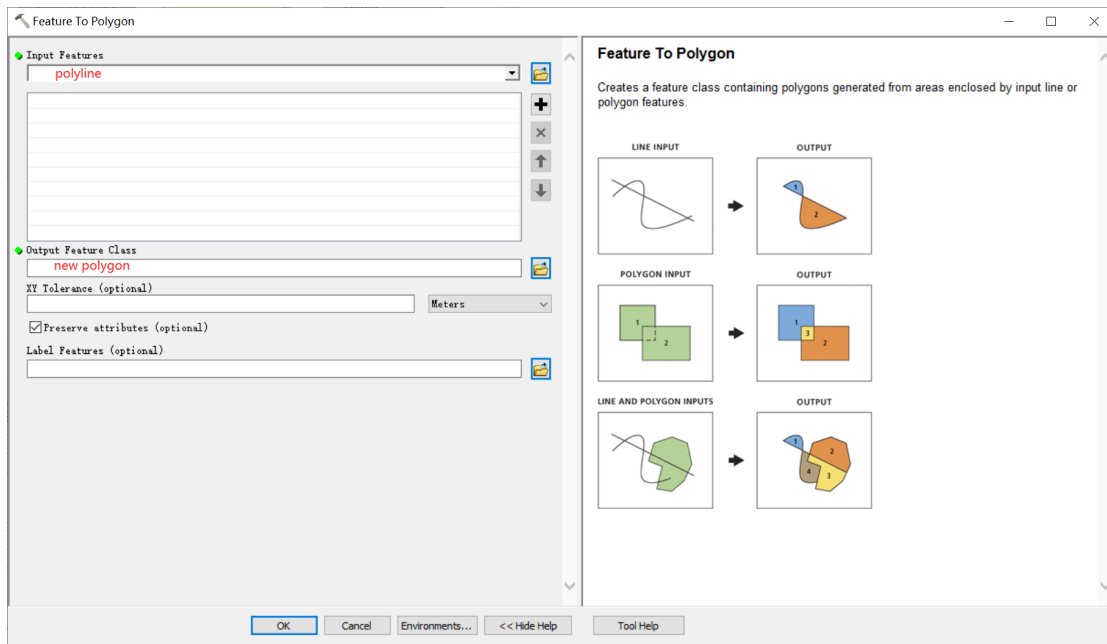 Feature To Polygon
Input Features
polyline
Output Feature Class
new polygon
XY Tolerance (optional)
Meters
Preserve attributes (optional)
Label Features (optional)
Feature To Polygon
Creates a feature class containing polygons generated from areas enclosed by input line or
polygon features.
LINE INPUT
OUTPUT
1
2
POLYGON INPUT
OUTPUT
1
2
1
3
2
LINE AND POLYGON INPUTS
OUTPUT
1
2
4
3
OK
Cancel
Environments...
<< Hide Help
Tool Help